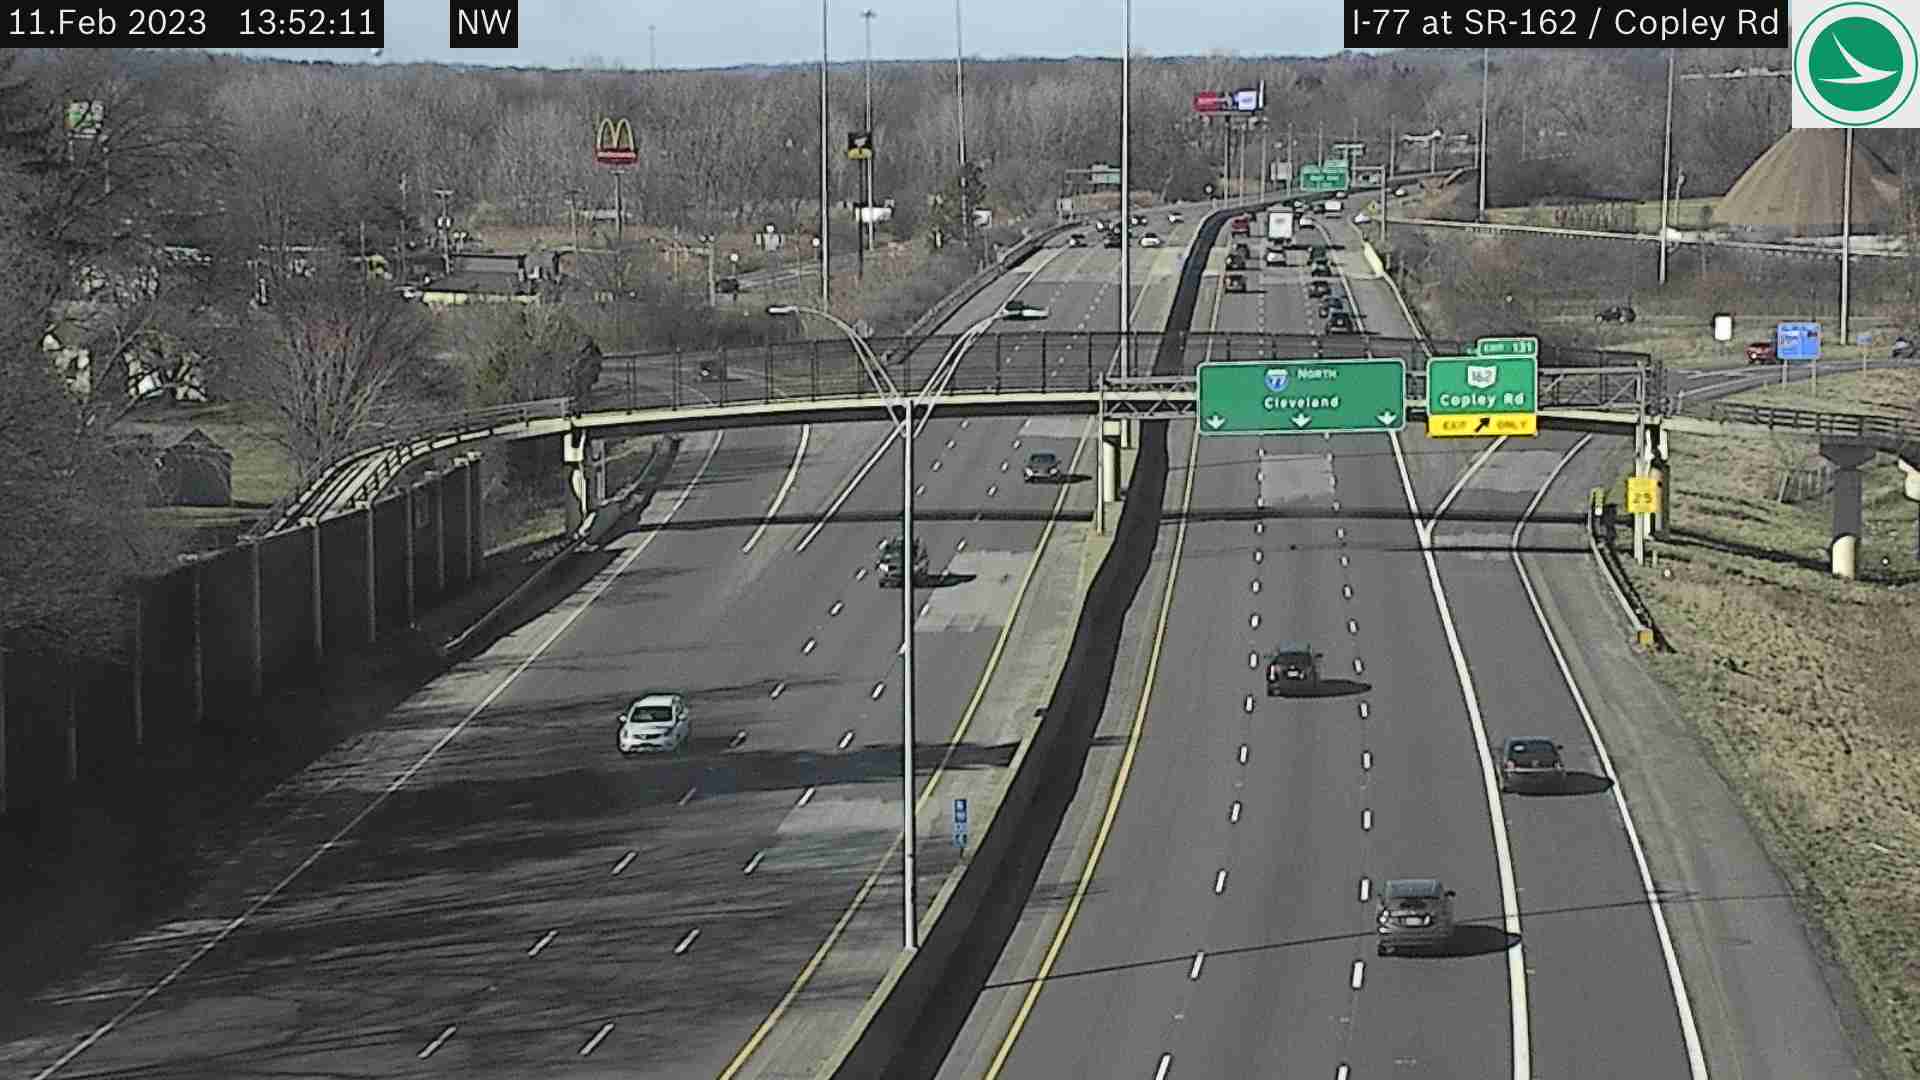 11.Feb 2023 13:52:11
NW
I-77 at SR-162 / Copley Rd
McDonald's
EXIT 131
77 NORTH
Cleveland
162
Copley Rd
EXIT ONLY
25